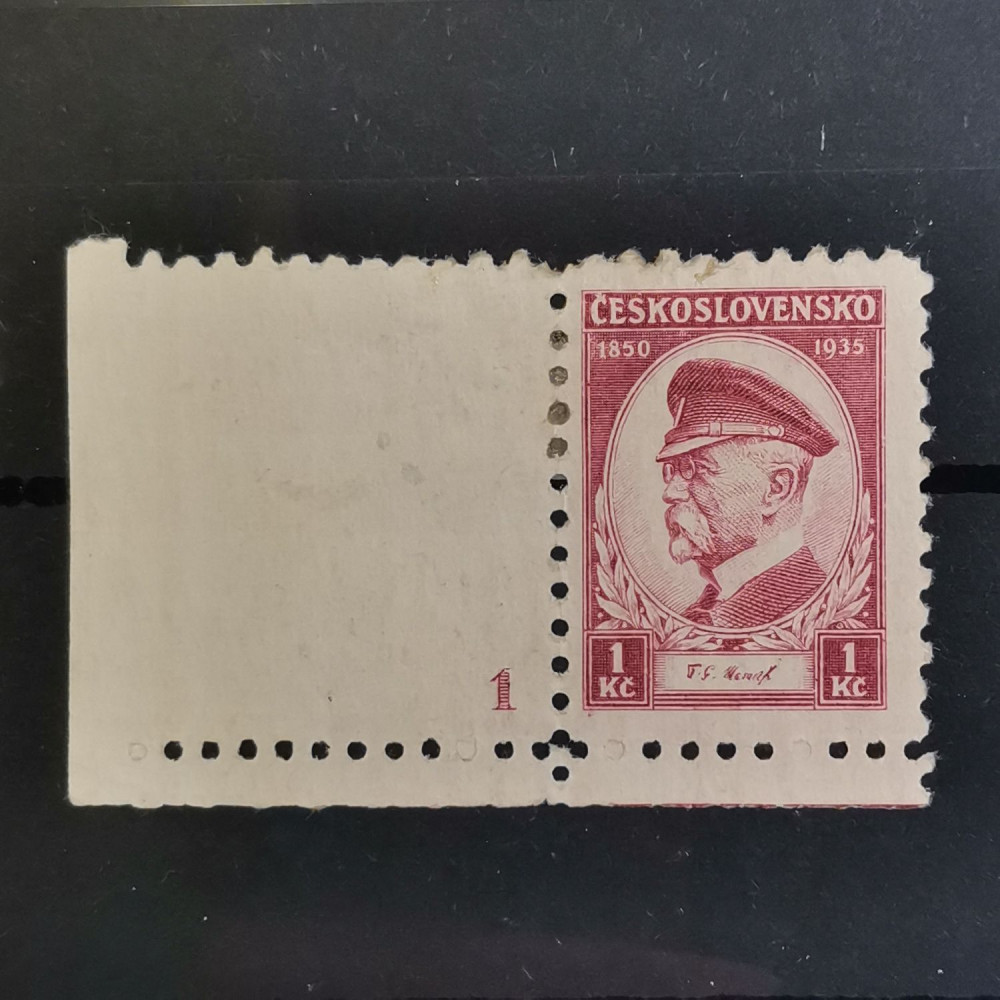 ČESKOSLOVENSKO
1850 1935
1 Kč 1 Kč
T. G.
1